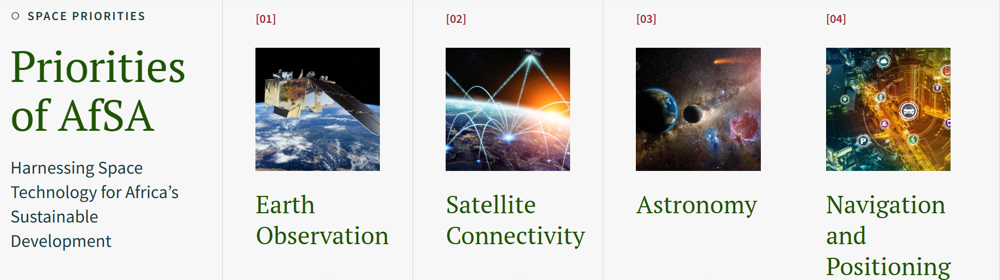 SPACE PRIORITIES
Priorities
of AfSA
Harnessing Space
Technology for Africa’s
Sustainable
Development
[01]
Earth
Observation
[02]
Satellite
Connectivity
[03]
Astronomy
[04]
P
Navigation
and
Positioning